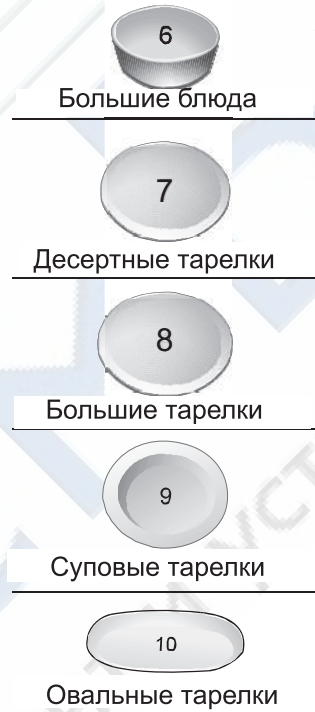 6
Большие блюда
7
Десертные тарелки
8
Большие тарелки
9
Суповые тарелки
10
Овальные тарелки